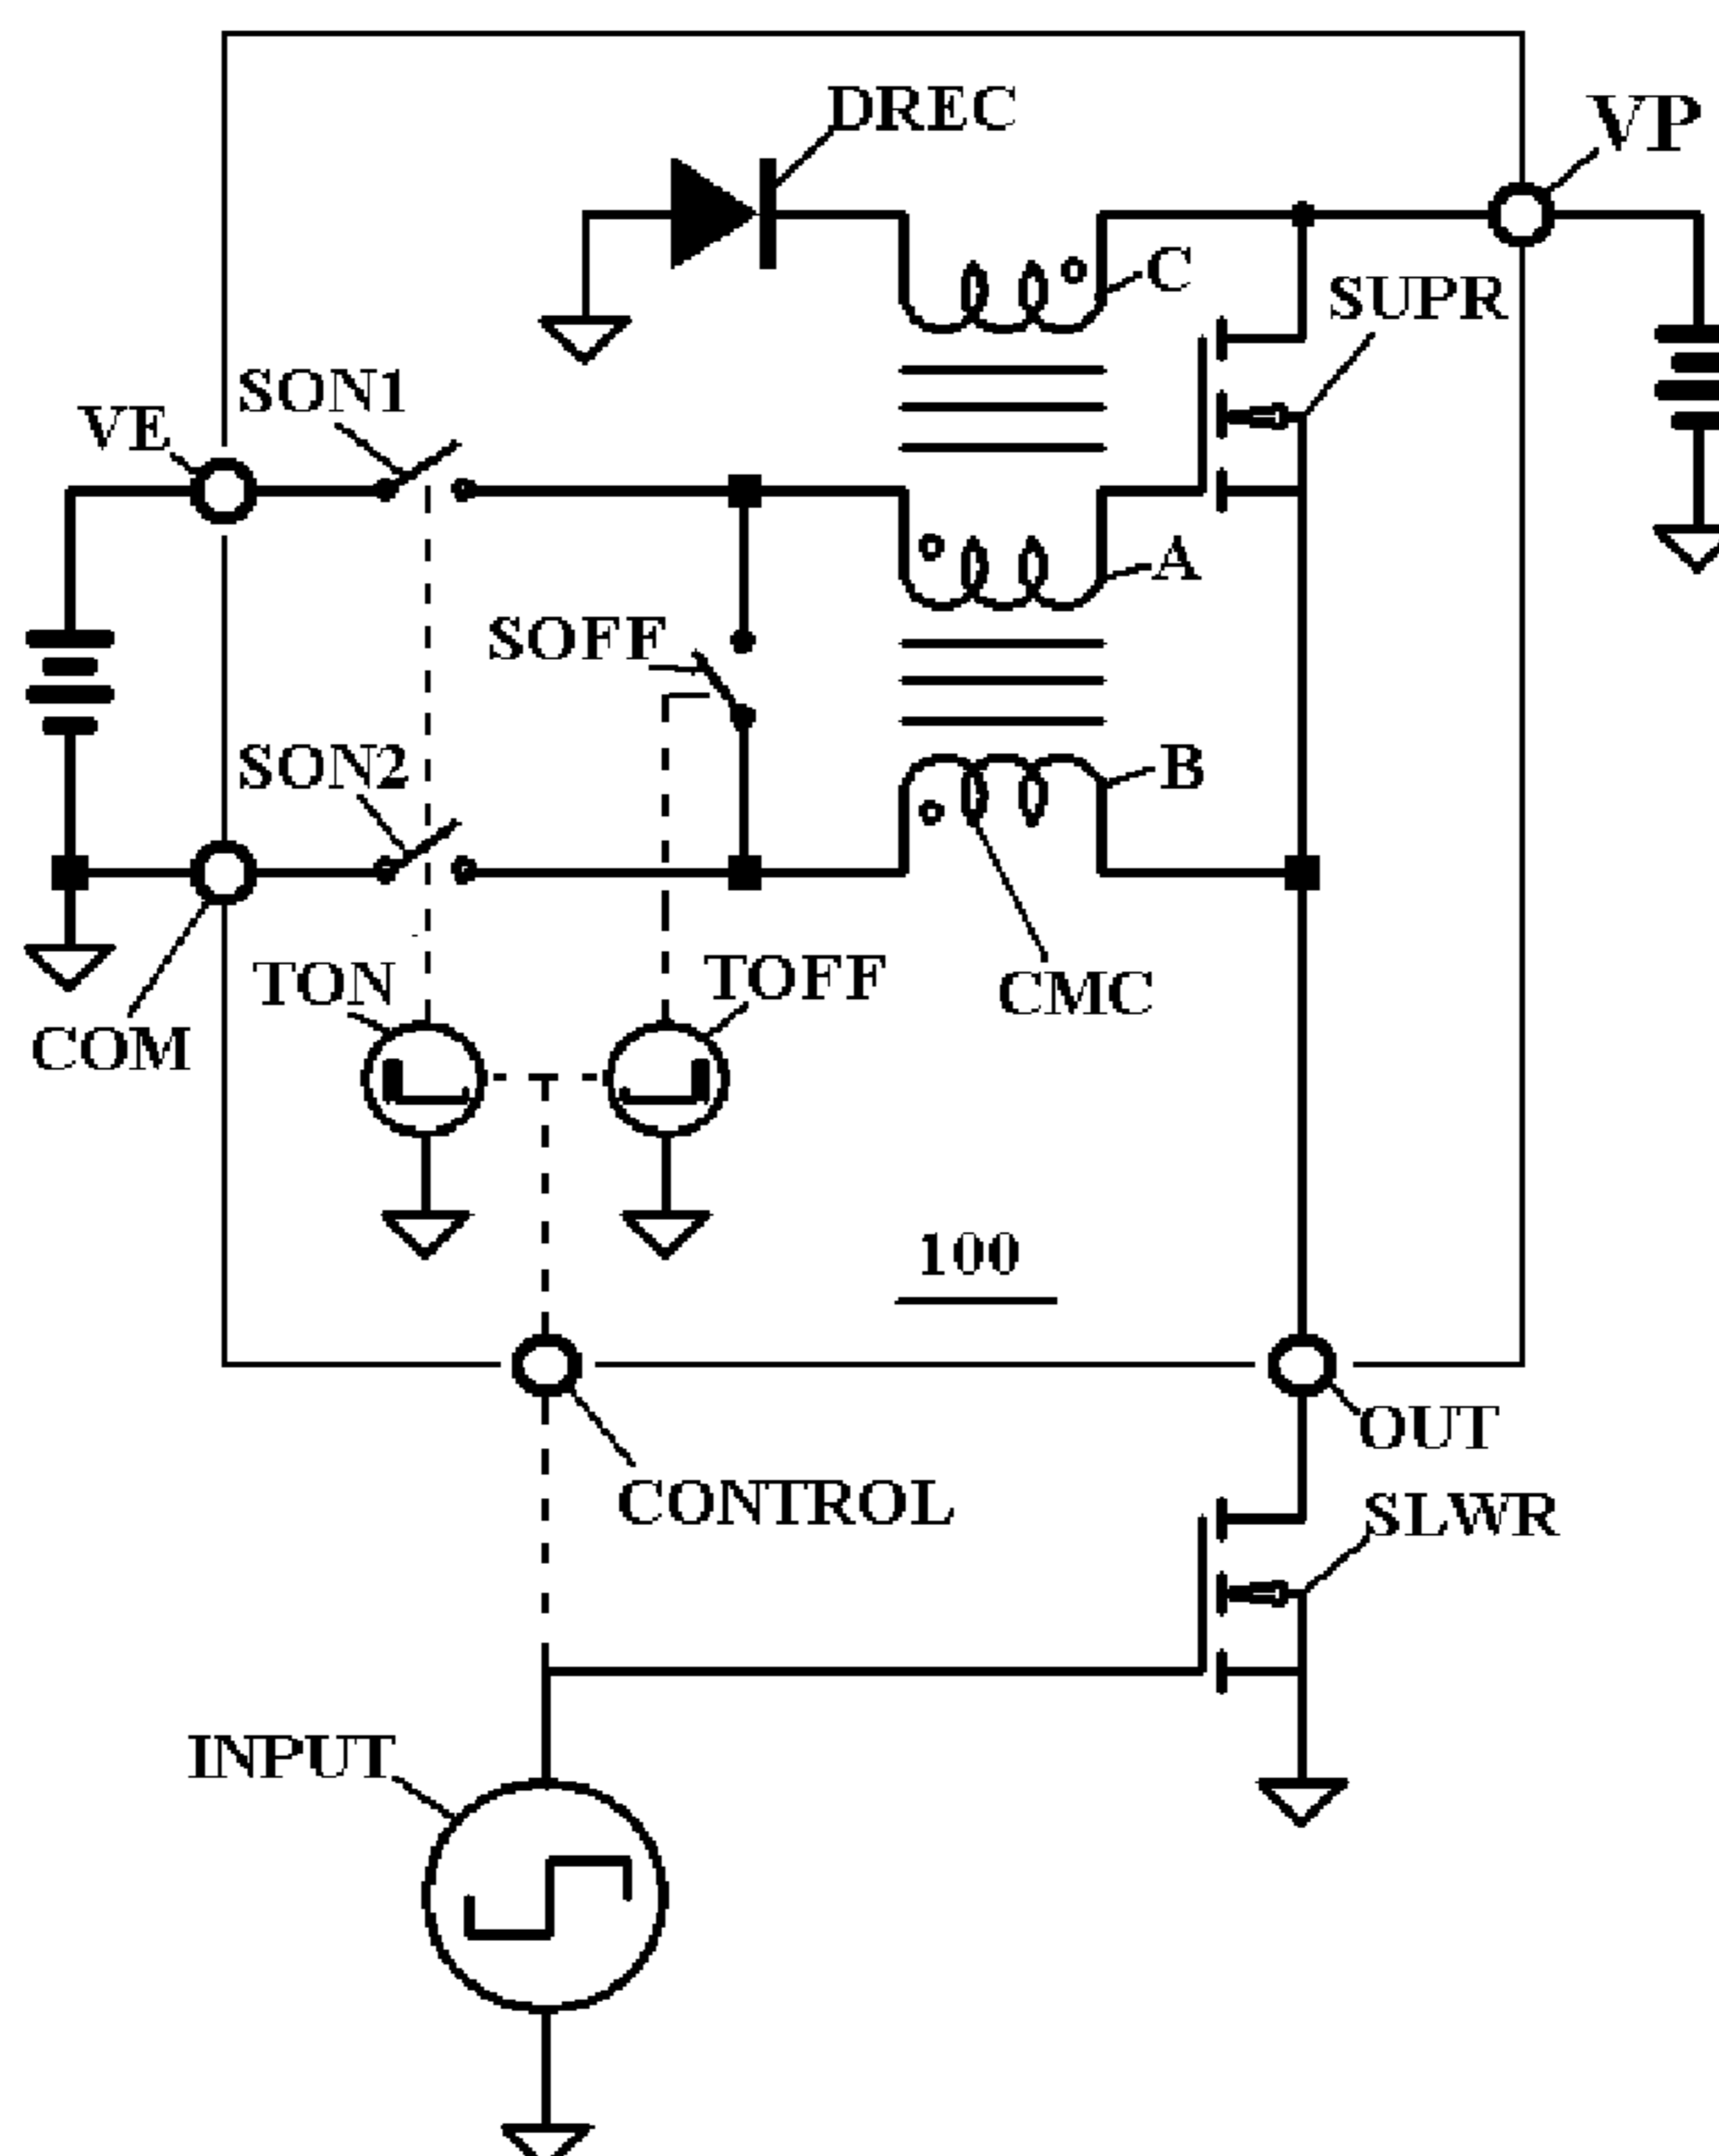 DREC
VP
C
SUPR
SON1
VE
A
SOFF
SON2
B
TON
TOFF
CMC
COM
100
OUT
CONTROL
SLWR
INPUT